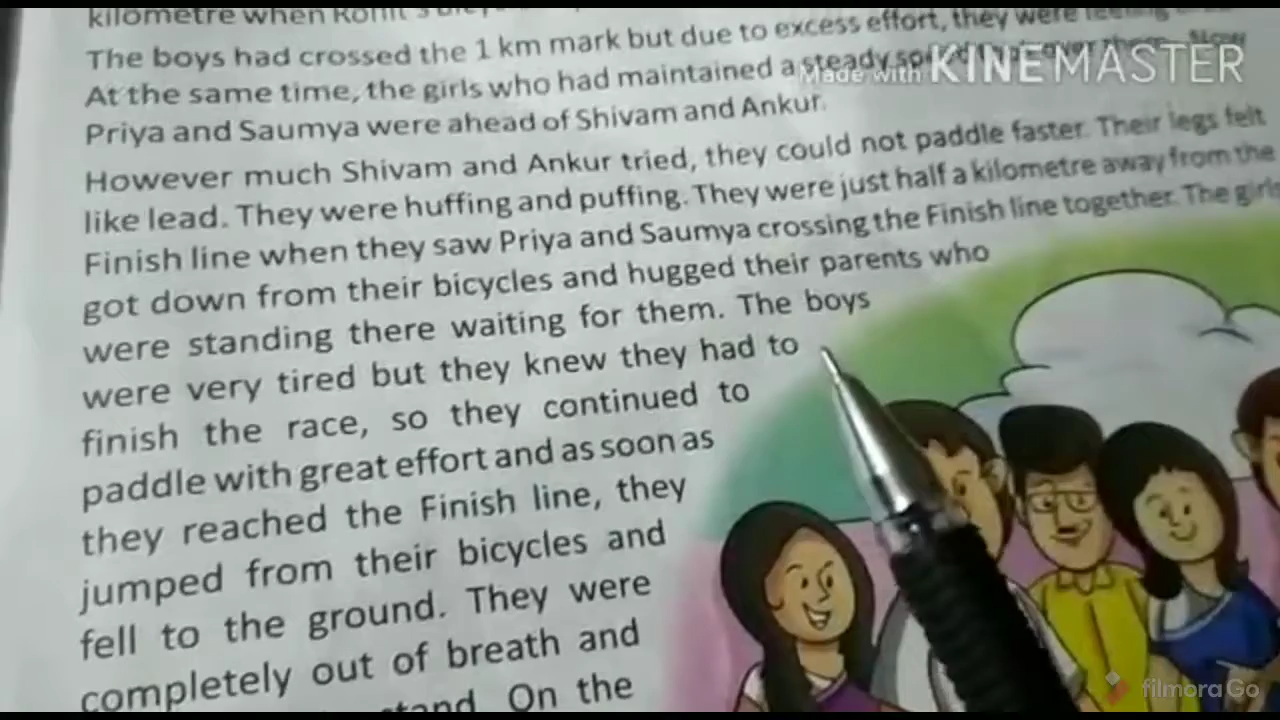 kilometre when Rohit's
The boys had crossed the 1 km mark but due to excess effort, they were feeling
At the same time, the girls who had maintained a steady
Made with KINEMASTER
Now
Priya and Saumya were ahead of Shivam and Ankur.
However much Shivam and Ankur tried, they could not paddle faster. Their legs felt
like lead. They were huffing and puffing. They were just half a kilometre away from the
Finish line when they saw Priya and Saumya crossing the Finish line together. The girls
got down from their bicycles and hugged their parents who
were standing there waiting for them. The boys
were very tired but they knew they had to
finish the race, so they continued to
paddle with great effort and as soon as
they reached the Finish line, they
jumped from their bicycles and
fell to the ground. They were
completely out of breath and
stand. On the
filmoraGo